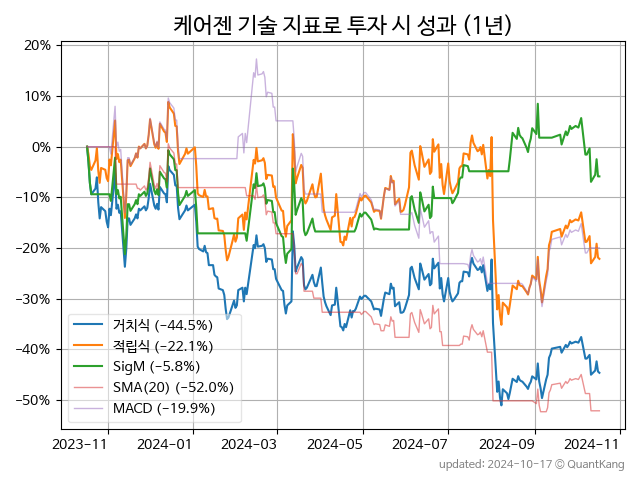 케어젠 기술 지표로 투자 시 성과 (1년)
20%
10%
0%
−10%
−20%
−30%
−40%
−50%
거치식 (−44.5%)
적립식 (−22.1%)
SigM (−5.8%)
SMA(20) (−52.0%)
MACD (−19.9%)
2023−11
2024−01
2024−03
2024−05
2024−07
2024−09
2024−11
updated: 2024-10-17 © QuantKang